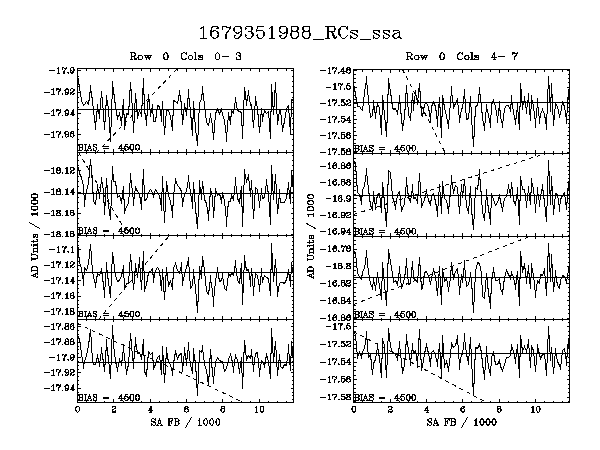 1679351988_RCs_ssa
Row 0 Cols 0-3
Row 0 Cols 4-7
-17.9
-17.92
-17.94
-17.96
BIAS = 4600
-18.12
-18.14
-18.16
-18.18
BIAS = 4600
-17.1
-17.12
-17.14
-17.16
-17.18
BIAS = 4600
-17.86
-17.88
-17.9
-17.92
-17.94
BIAS = 4600
0 2 4 6 8 10
SA FB / 1000
AD Units / 1000
-17.48
-17.5
-17.52
-17.54
-17.56
-17.58
BIAS = 4600
-16.86
-16.88
-16.9
-16.92
-16.94
BIAS = 4600
-16.78
-16.8
-16.82
-16.84
-16.86
BIAS = 4600
-17.5
-17.52
-17.54
-17.56
-17.58
BIAS = 4600
0 2 4 6 8 10
SA FB / 1000
AD Units / 1000